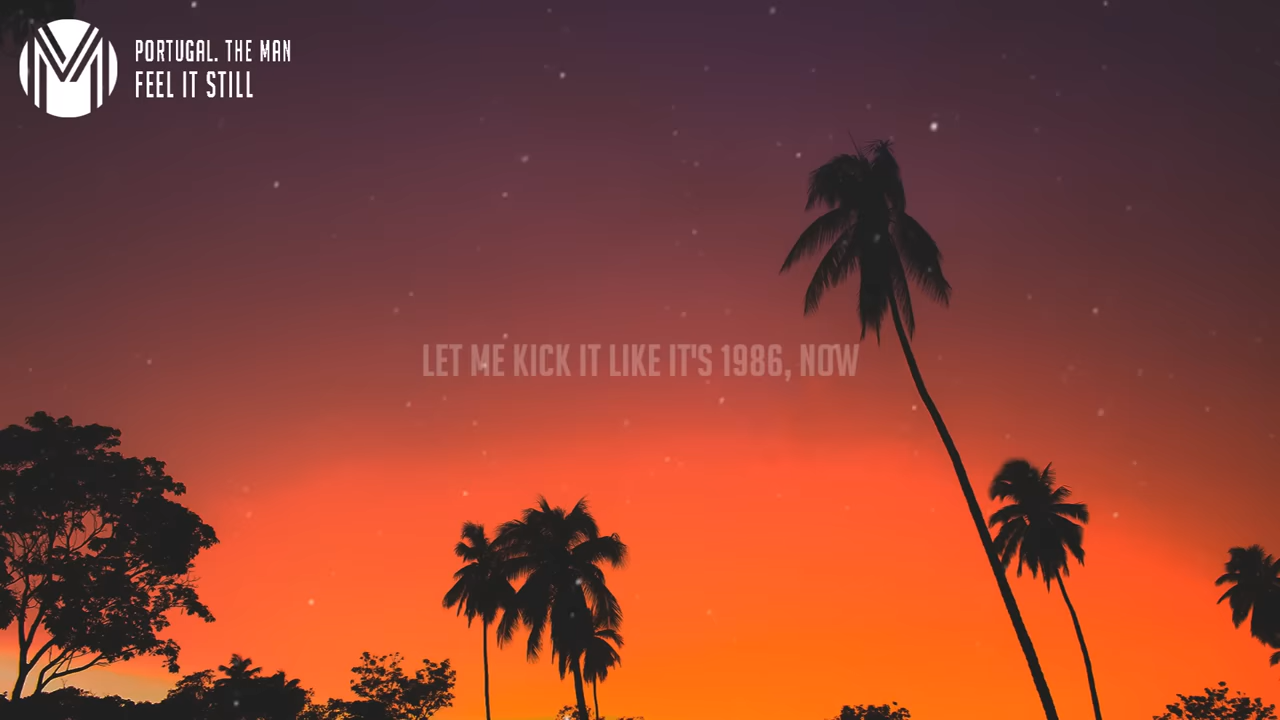 PORTUGAL. THE MAN
FEEL IT STILL
LET ME KICK IT LIKE IT'S 1986, NOW